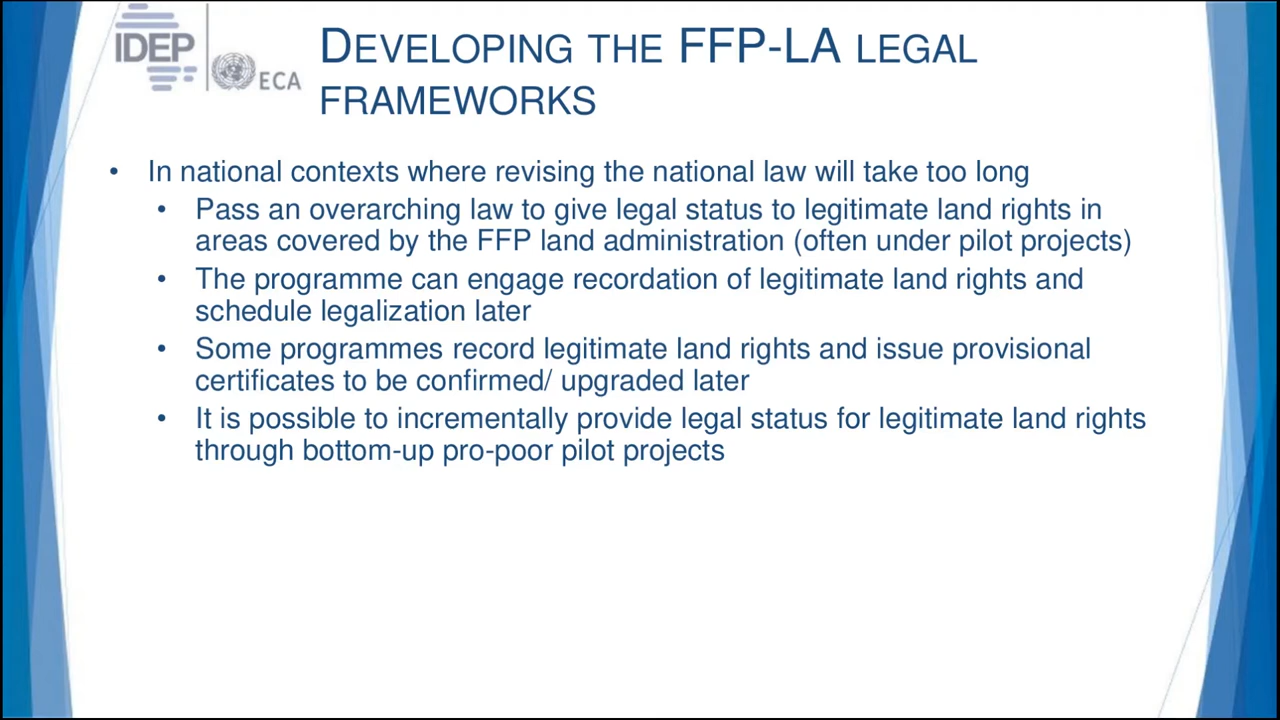 IDEP
ECA
DEVELOPING THE FFP-LA LEGAL
FRAMEWORKS
• In national contexts where revising the national law will take too long
• Pass an overarching law to give legal status to legitimate land rights in
areas covered by the FFP land administration (often under pilot projects)
• The programme can engage recordation of legitimate land rights and
schedule legalization later
• Some programmes record legitimate land rights and issue provisional
certificates to be confirmed/ upgraded later
• It is possible to incrementally provide legal status for legitimate land rights
through bottom-up pro-poor pilot projects